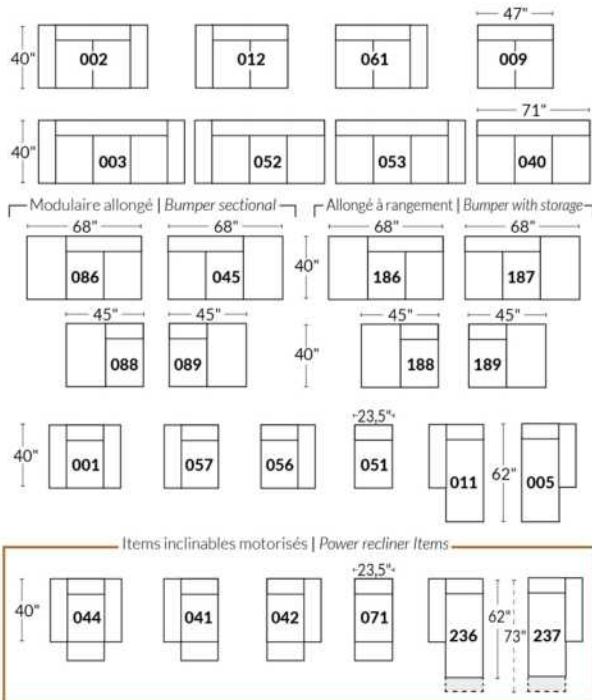 47"
40" 002 012 061 009
71"
40" 003 052 053 040
Modulaire allongé | Bumper sectional Allongé à rangement | Bumper with storage
68" 68" 68" 68"
086 045 40" 186 187
45" 45" 45" 45"
088 089 40" 188 189
23,5"
40" 001 057 056 051 011 62" 005
Items inclinables motorisés | Power recliner Items
23,5"
40" 044 041 042 071 236 62" 73" 237